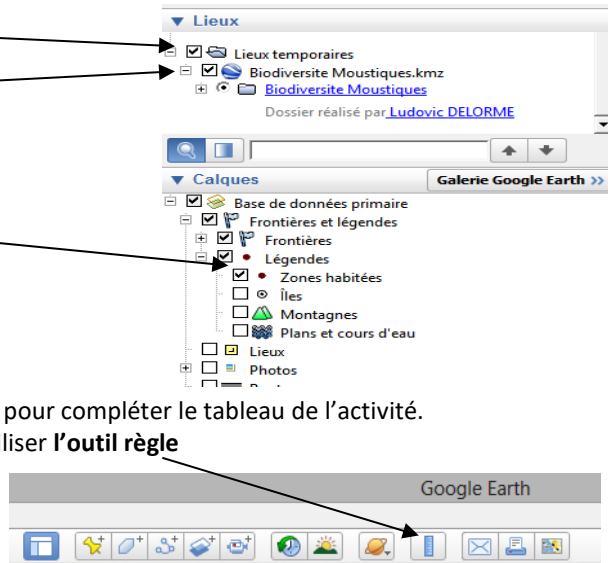 Lieux
Lieux temporaires
Biodiversite Moustiques.kmz
Biodiversite Moustiques
Dossier réalisé par Ludovic DELORME
Calques
Galerie Google Earth >>
Base de données primaire
Frontières et légendes
Frontières
Légendes
Zones habitées
Îles
Montagnes
Plans et cours d'eau
Lieux
Photos
pour compléter le tableau de l'activité.
iliser l'outil règle
Google Earth